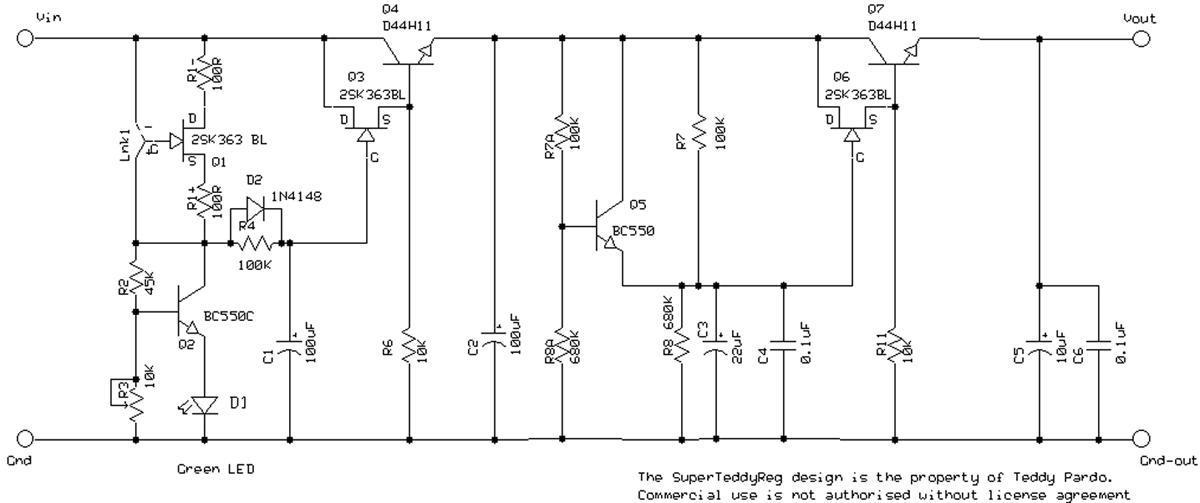 Vin
Q4
D44H11
Q7
D44H11
Vout
R1-
100R
Q3
2SK363BL
D
S
G
Q6
2SK363BL
D
S
G
Lnk1
-
+
G
D
2SK363 BL
S
Q1
R7A
100K
R7
100K
R1+
100R
D2
1N4148
R4
100K
Q5
BC550
R2
45K
BC550C
Q2
C1
100uF
R6
10K
C2
100uF
R8A
680K
R8
680K
C3
22uF
C4
0.1uF
R11
10K
C5
10uF
C6
0.1uF
R3
10K
D1
Gnd
Green LED
Gnd-out
The SuperTeddyReg design is the property of Teddy Pardo.
Commercial use is not authorised without license agreement